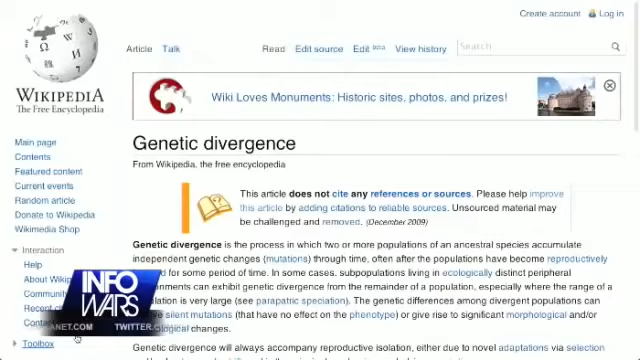 Create account Log in
Article Talk Read Edit source Edit beta View history Search
WIKIPEDIA
The Free Encyclopedia
Wiki Loves Monuments: Historic sites, photos, and prizes!
Main page
Contents
Featured content
Current events
Random article
Donate to Wikipedia
Wikimedia Shop
Interaction
Help
About
Community
Toolbox
Genetic divergence
From Wikipedia, the free encyclopedia
This article does not cite any references or sources. Please help improve
this article by adding citations to reliable sources. Unsourced material may
be challenged and removed. (December 2009)
Genetic divergence is the process in which two or more populations of an ancestral species accumulate
independent genetic changes (mutations) through time, often after the populations have become reproductively
for some period of time. In some cases, subpopulations living in ecologically distinct peripheral
can exhibit genetic divergence from the remainder of a population, especially where the range of a
is very large (see parapatric speciation). The genetic differences among divergent populations can
silent mutations (that have no effect on the phenotype) or give rise to significant morphological and/or
changes.
Genetic divergence will always accompany reproductive isolation, either due to novel adaptations via selection
INFO
WARS
ANET.COM TWITTER